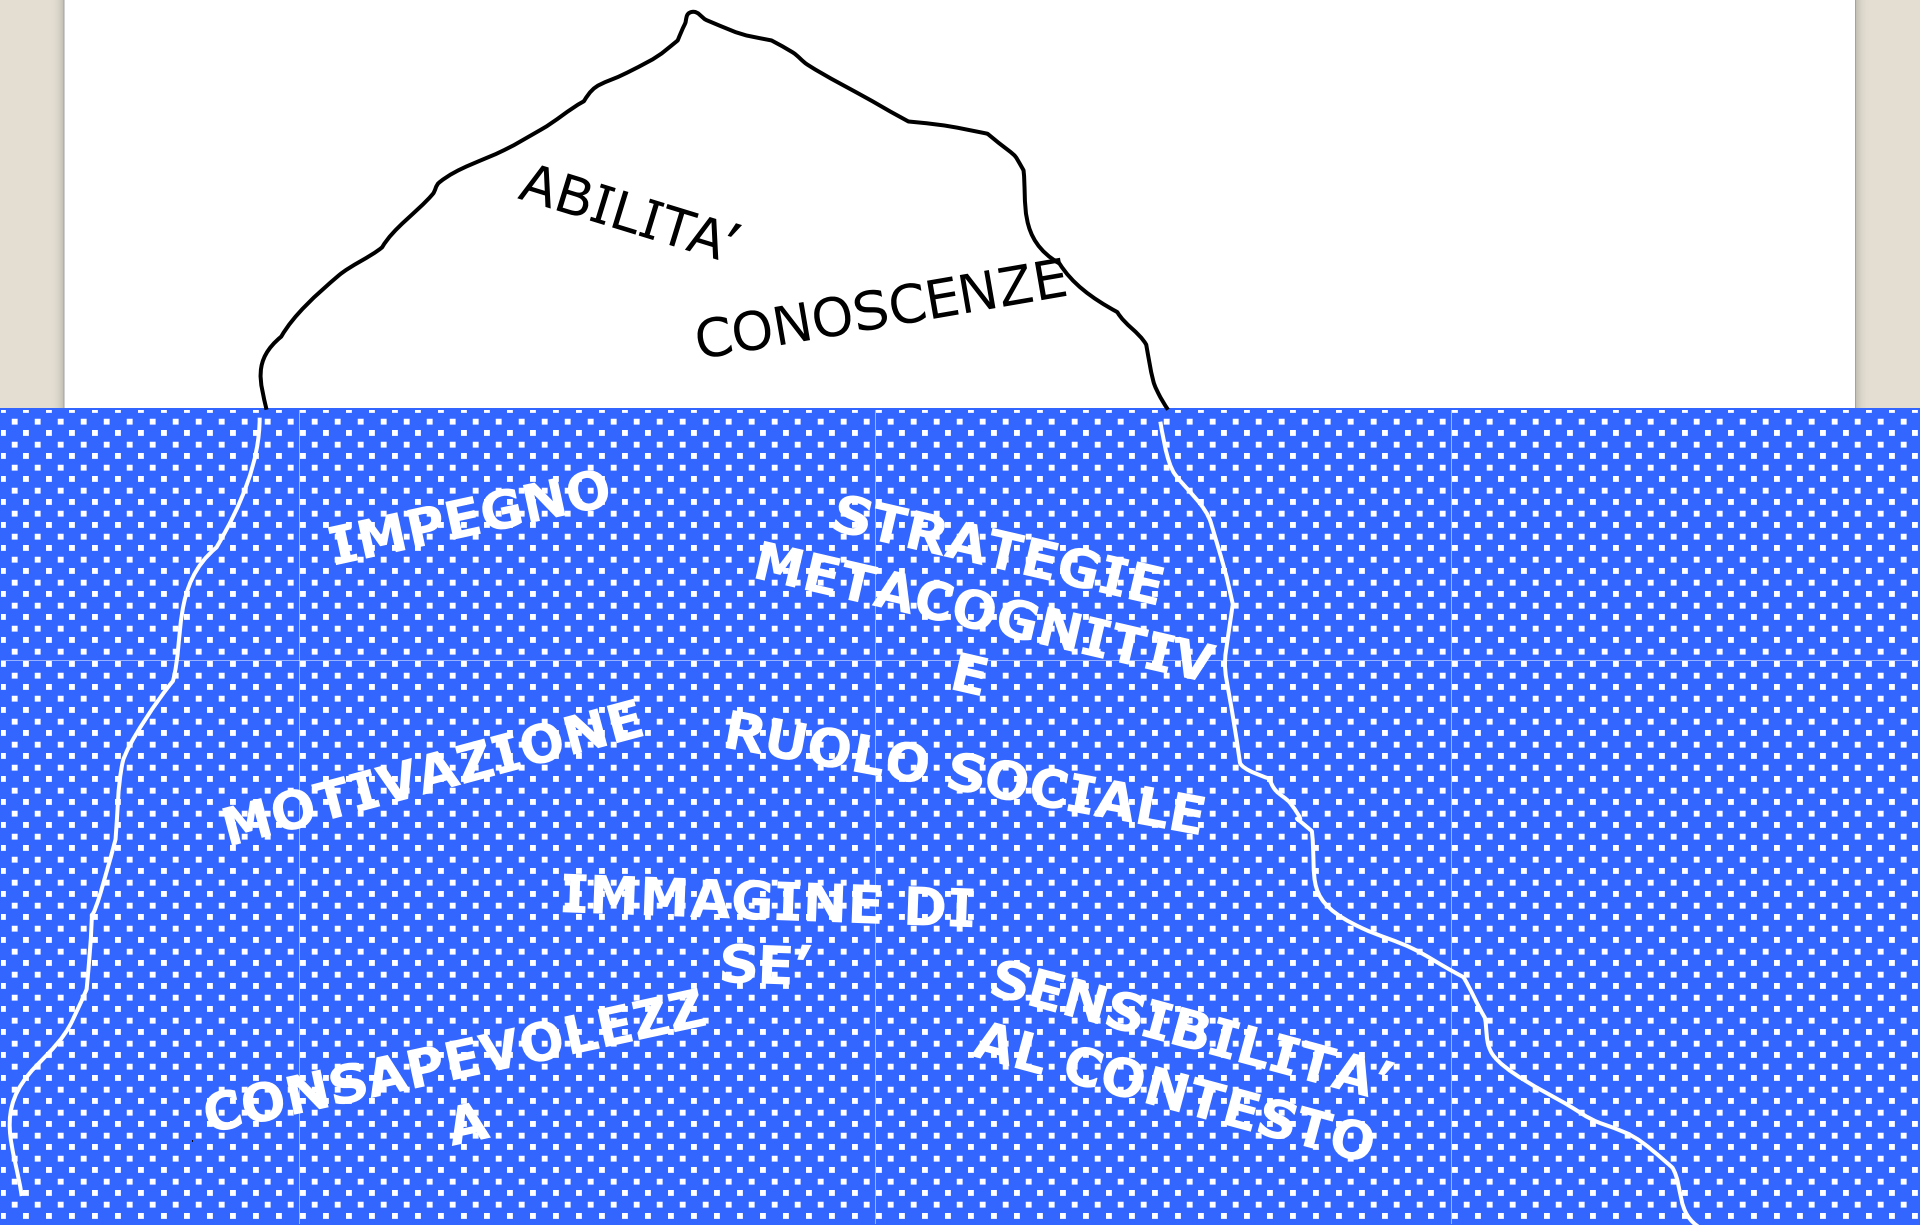 ABILITA’
CONOSCENZE
IMPEGNO
STRATEGIE
METACOGNITIV
E
MOTIVAZIONE
RUOLO SOCIALE
IMMAGINE DI
SE’
CONSAPEVOLEZZ
A
SENSIBILITA’
AL CONTESTO